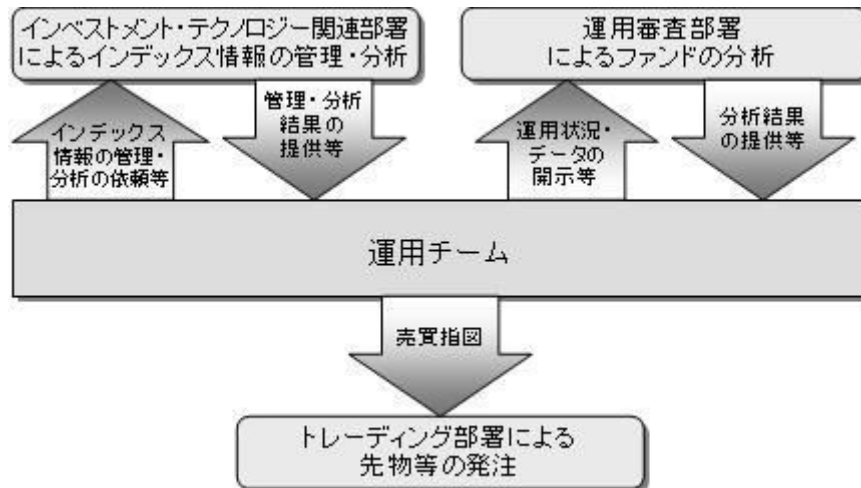 インベストメント・テクノロジー関連部署
によるインデックス情報の管理・分析
運用審査部署
によるファンドの分析
インデックス
情報の管理・
分析の依頼等
管理・分析
結果の
提供等
運用状況・
データの
開示等
分析結果
の提供等
運用チーム
売買指図
トレーディング部署による
先物等の発注